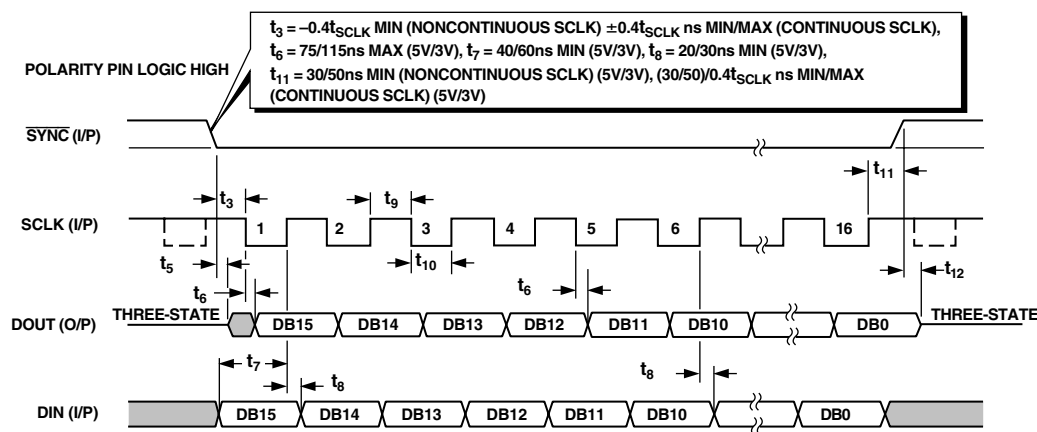 t3 = –0.4tSCLK MIN (NONCONTINUOUS SCLK) ±0.4tSCLK ns MIN/MAX (CONTINUOUS SCLK),
t6 = 75/115ns MAX (5V/3V), t7 = 40/60ns MIN (5V/3V), t8 = 20/30ns MIN (5V/3V),
t11 = 30/50ns MIN (NONCONTINUOUS SCLK) (5V/3V), (30/50)/0.4tSCLK ns MIN/MAX
(CONTINUOUS SCLK) (5V/3V)
POLARITY PIN LOGIC HIGH
SYNC (I/P)
t11
t3
t9
SCLK (I/P)
1
2
3
4
5
6
16
t5
t10
t12
t6
t6
THREE-STATE
THREE-STATE
DOUT (O/P)
DB15
DB14
DB13
DB12
DB11
DB10
DB0
t7
t8
t8
DIN (I/P)
DB15
DB14
DB13
DB12
DB11
DB10
DB0